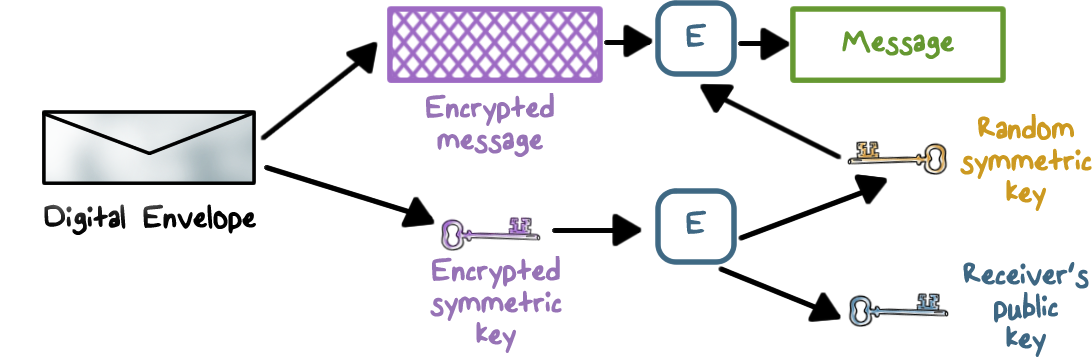 E
Message
Encrypted
message
Random
symmetric
key
Digital Envelope
E
Encrypted
symmetric
key
Receiver's
public
key